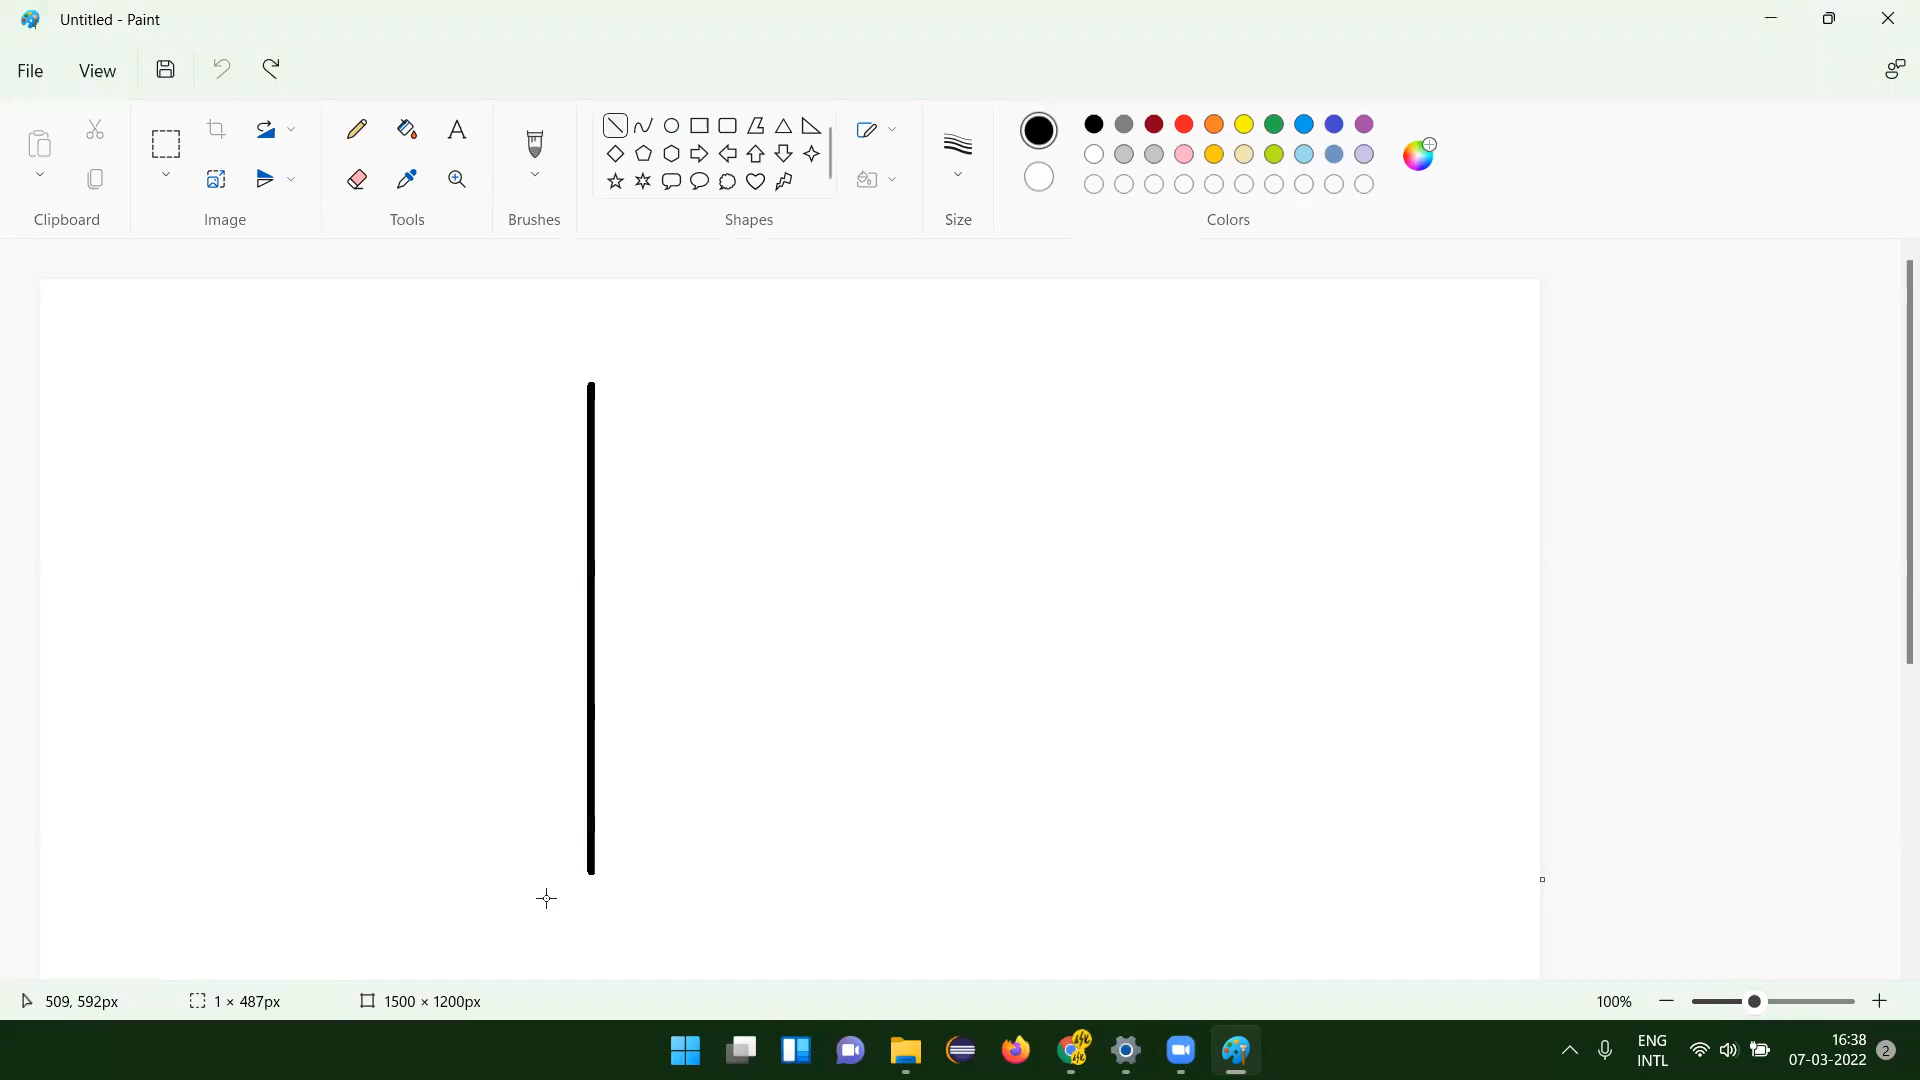 Untitled - Paint
File View
Clipboard Image Tools Brushes Shapes Size Colors
509, 592px 1 × 487px 1500 × 1200px 100%
ENG 16:38
INTL 07-03-2022 2